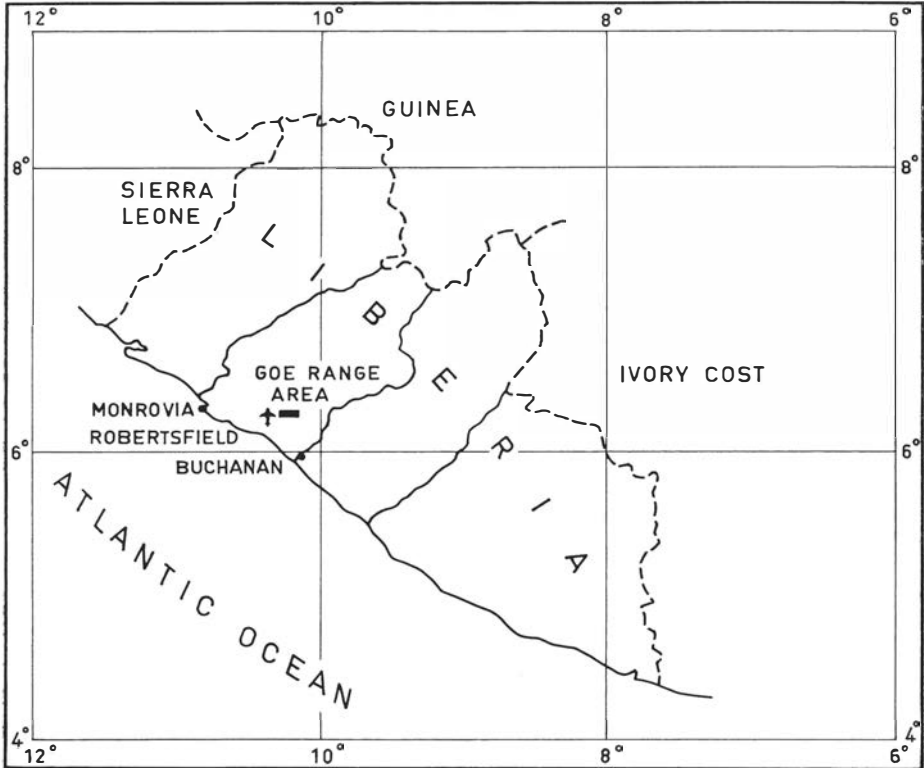 12° 10° 8° 6°
GUINEA
8° 8°
SIERRA
LEONE
LIBERIA
GOE RANGE
AREA
IVORY COST
MONROVIA
ROBERTSFIELD
BUCHANAN
6° 6°
ATLANTIC OCEAN
4° 4°
12° 10° 8° 6°